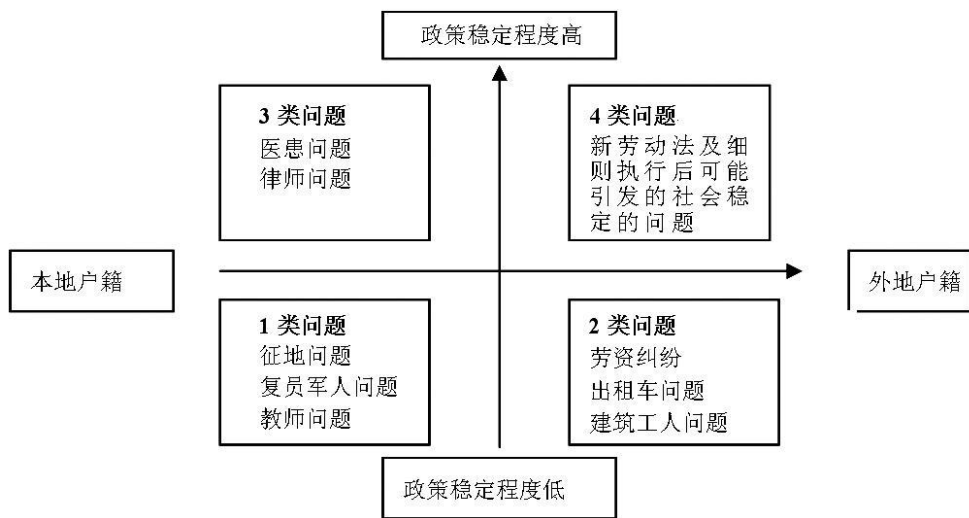 政策稳定程度高
3 类问题
医患问题
律师问题
4 类问题
新劳动法及细
则执行后可能
引发的社会稳
定的问题
本地户籍
外地户籍
1 类问题
征地问题
复员军人问题
教师问题
2 类问题
劳资纠纷
出租车问题
建筑工人问题
政策稳定程度低